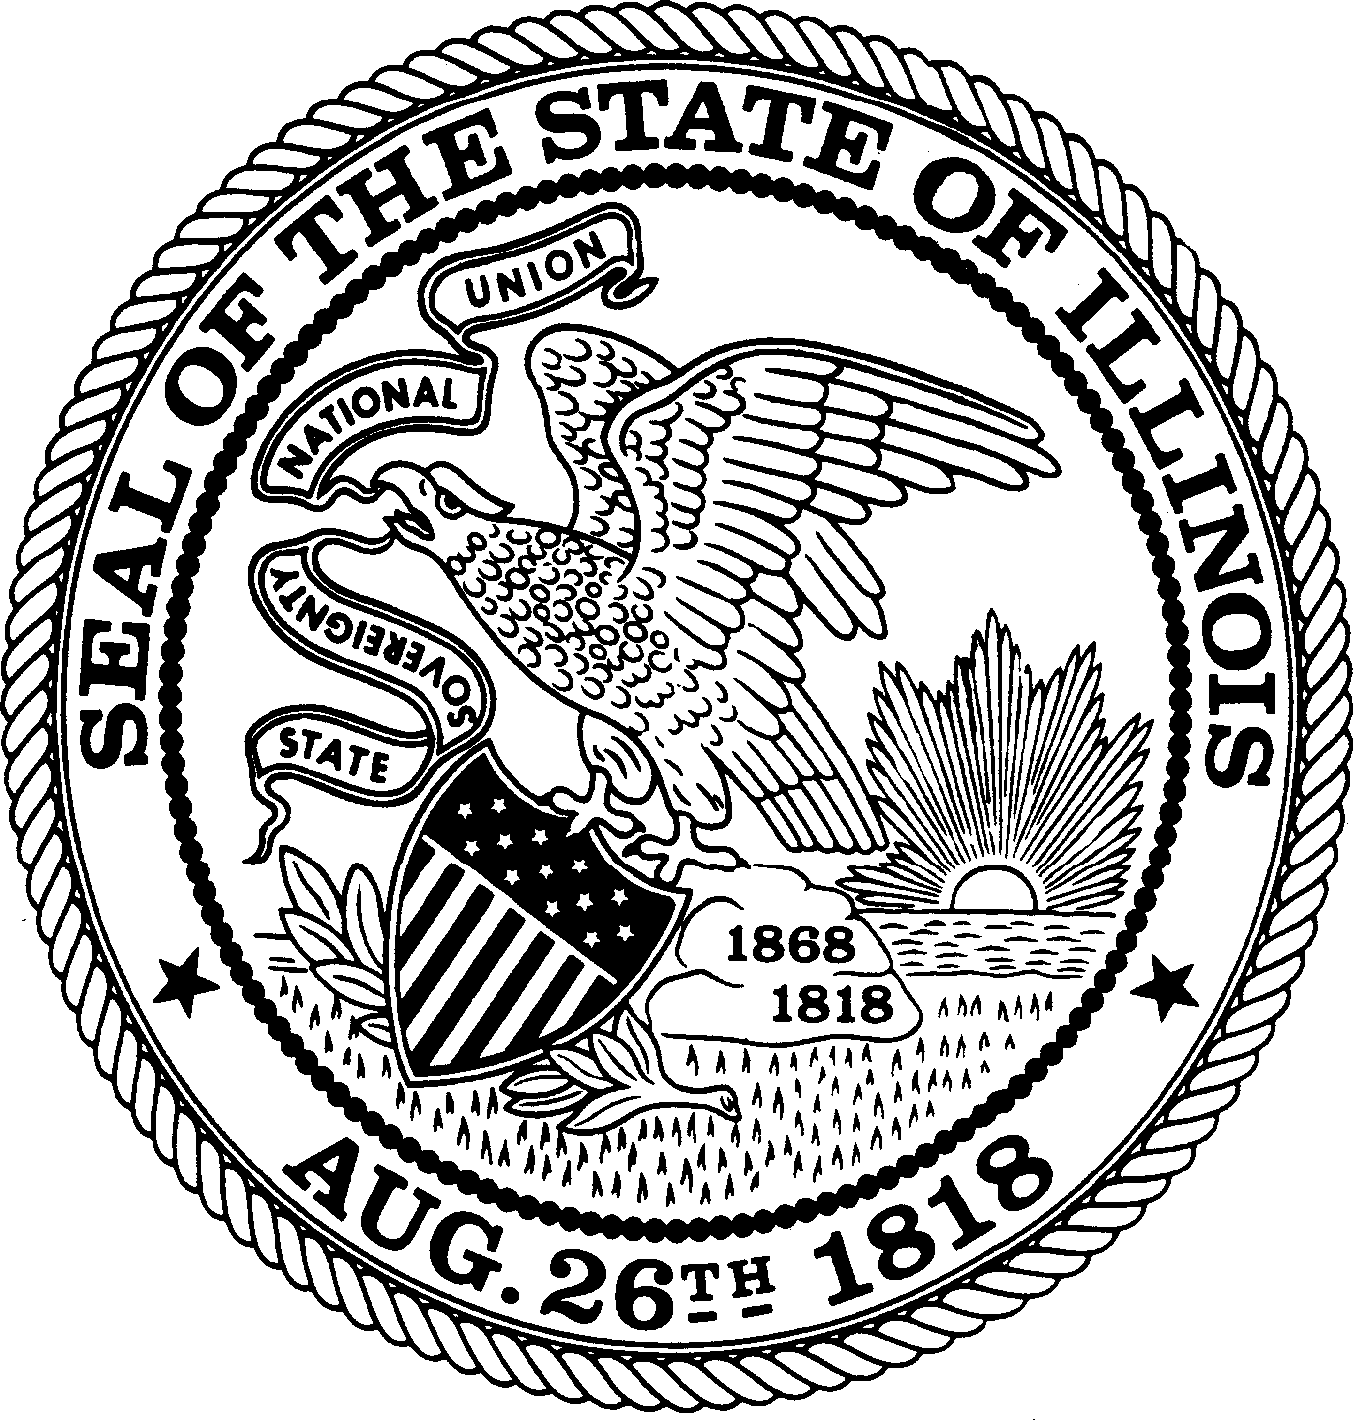 SEAL OF THE STATE OF ILLINOIS
UNION
NATIONAL
SOVEREIGNTY
STATE
1868
1818
AUG. 26TH 1818